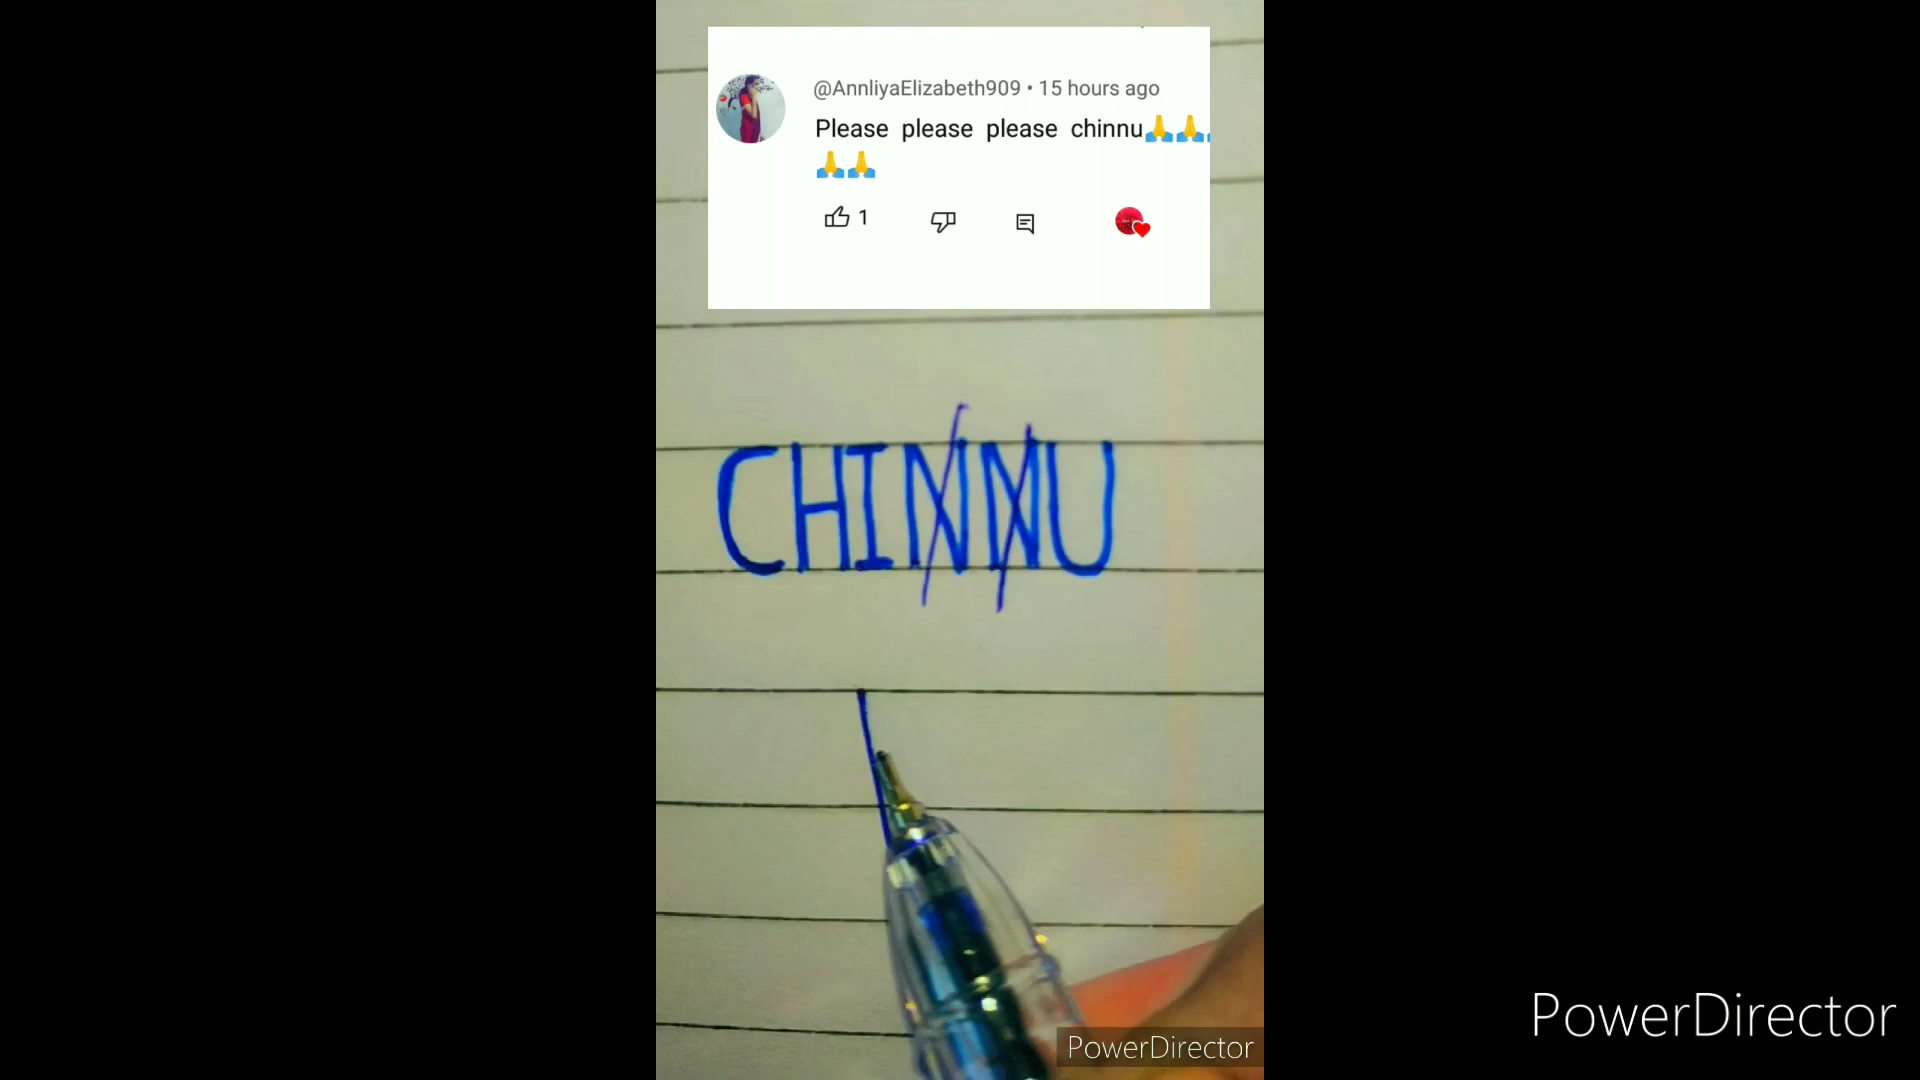 @AnnliyaElizabeth909 • 15 hours ago
Please please please chinnu🙏🙏
🙏🙏
1
CHINNU
PowerDirector
PowerDirector